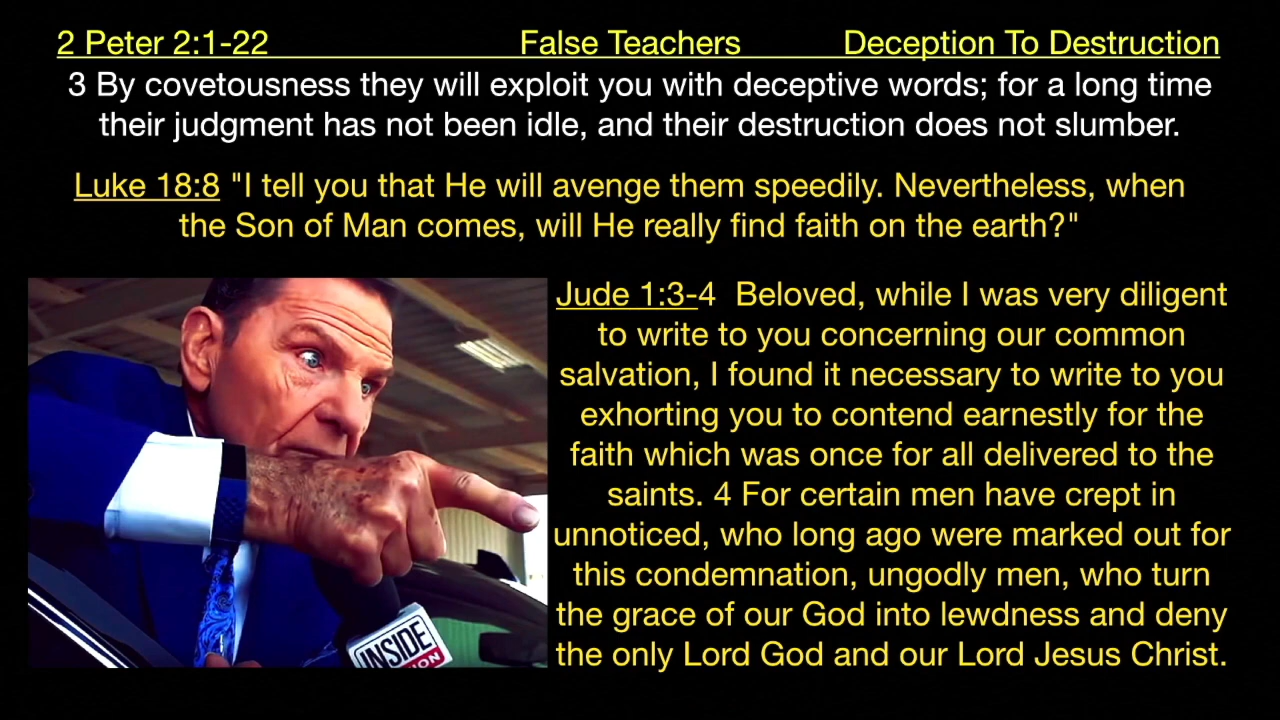 2 Peter 2:1-22 False Teachers Deception To Destruction
3 By covetousness they will exploit you with deceptive words; for a long time
their judgment has not been idle, and their destruction does not slumber.
Luke 18:8 "I tell you that He will avenge them speedily. Nevertheless, when
the Son of Man comes, will He really find faith on the earth?"
Jude 1:3-4 Beloved, while I was very diligent
to write to you concerning our common
salvation, I found it necessary to write to you
exhorting you to contend earnestly for the
faith which was once for all delivered to the
saints. 4 For certain men have crept in
unnoticed, who long ago were marked out for
this condemnation, ungodly men, who turn
the grace of our God into lewdness and deny
the only Lord God and our Lord Jesus Christ.
INSIDE